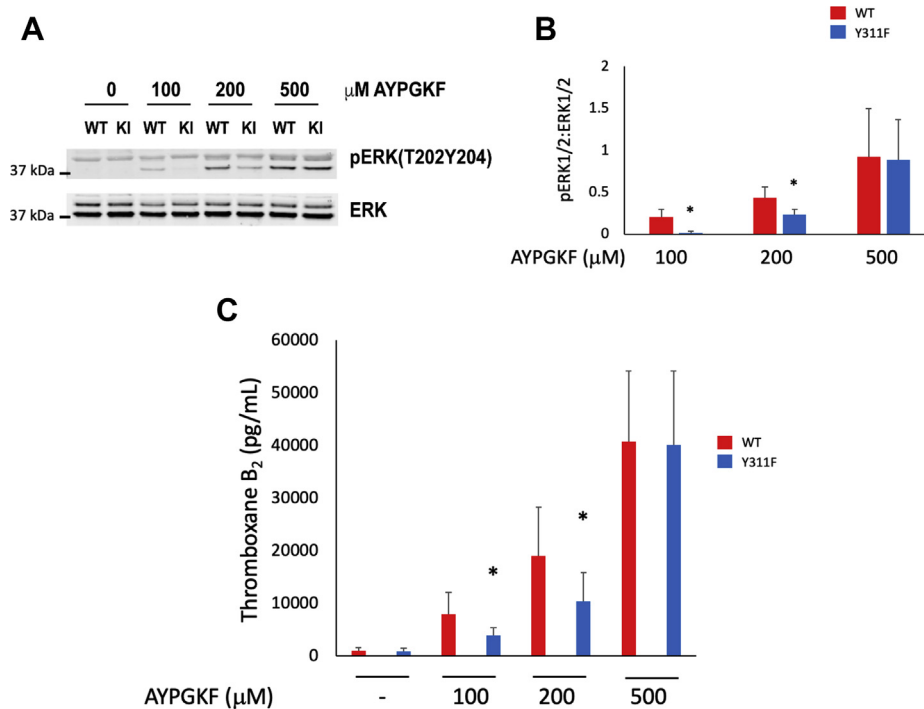 A
0 100 200 500 μM AYPGKF
WT KI WT KI WT KI WT KI
pERK(T202Y204)
37 kDa
ERK
37 kDa
B
WT
Y311F
pERK1/2:ERK1/2
2
1.5
1
0.5
0
*
*
AYPGKF (μM) 100 200 500
C
Thromboxane B₂ (pg/mL)
60000
50000
40000
30000
20000
10000
0
*
*
WT
Y311F
AYPGKF (μM) - 100 200 500